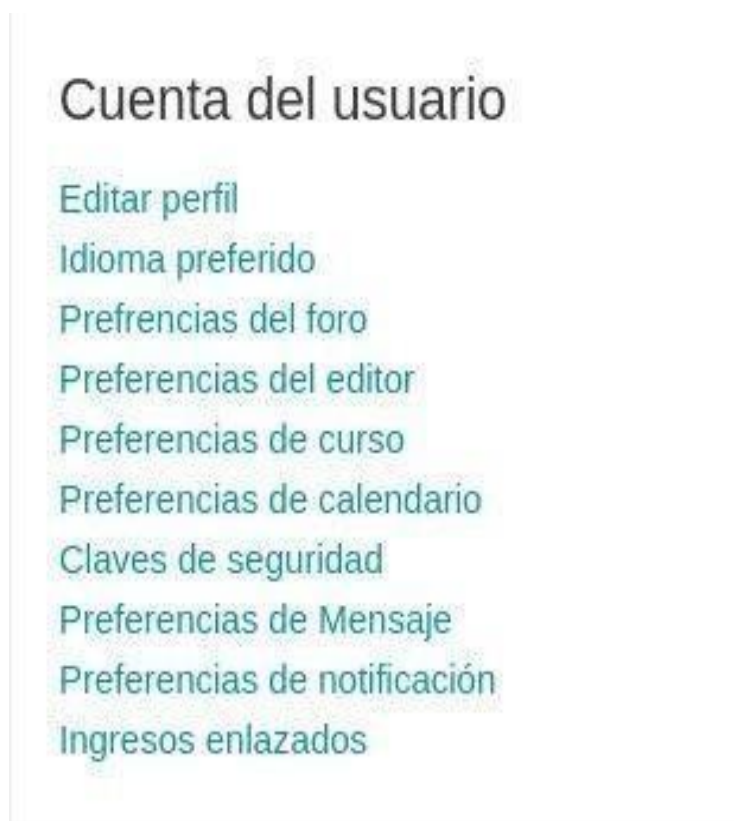 Cuenta del usuario
Editar perfil
Idioma preferido
Prefrencias del foro
Preferencias del editor
Preferencias de curso
Preferencias de calendario
Claves de seguridad
Preferencias de Mensaje
Preferencias de notificación
Ingresos enlazados